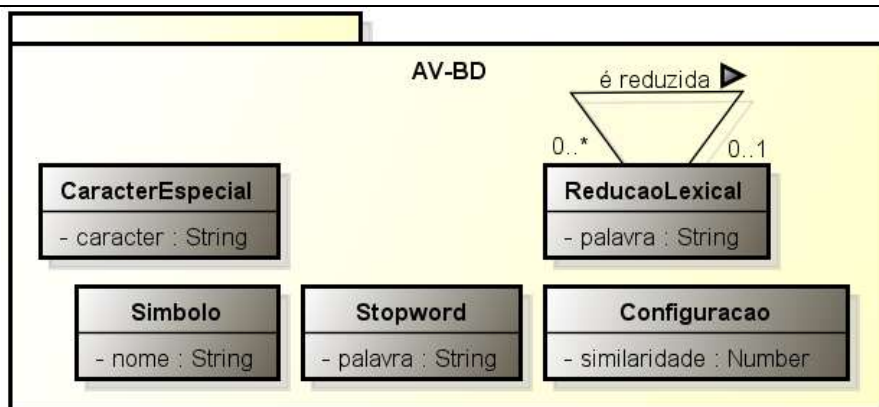 AV-BD
é reduzida
0..*
0..1
CaracterEspecial
- caracter : String
ReducaoLexical
- palavra : String
Simbolo
- nome : String
Stopword
- palavra : String
Configuracao
- similaridade : Number